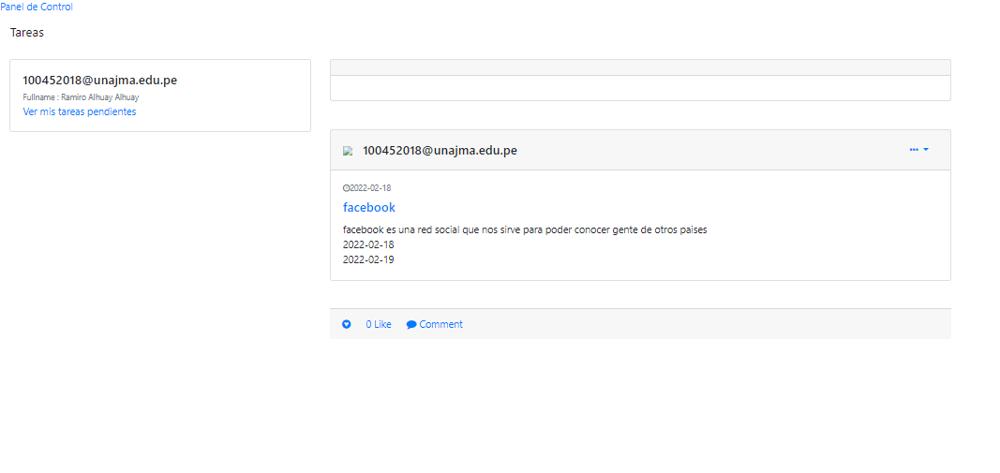 Panel de Control
Tareas
100452018@unajma.edu.pe
Fullname : Ramiro Alhuay Alhuay
Ver mis tareas pendientes
100452018@unajma.edu.pe
2022-02-18
facebook
facebook es una red social que nos sirve para poder conocer gente de otros paises
2022-02-18
2022-02-19
0 Like Comment